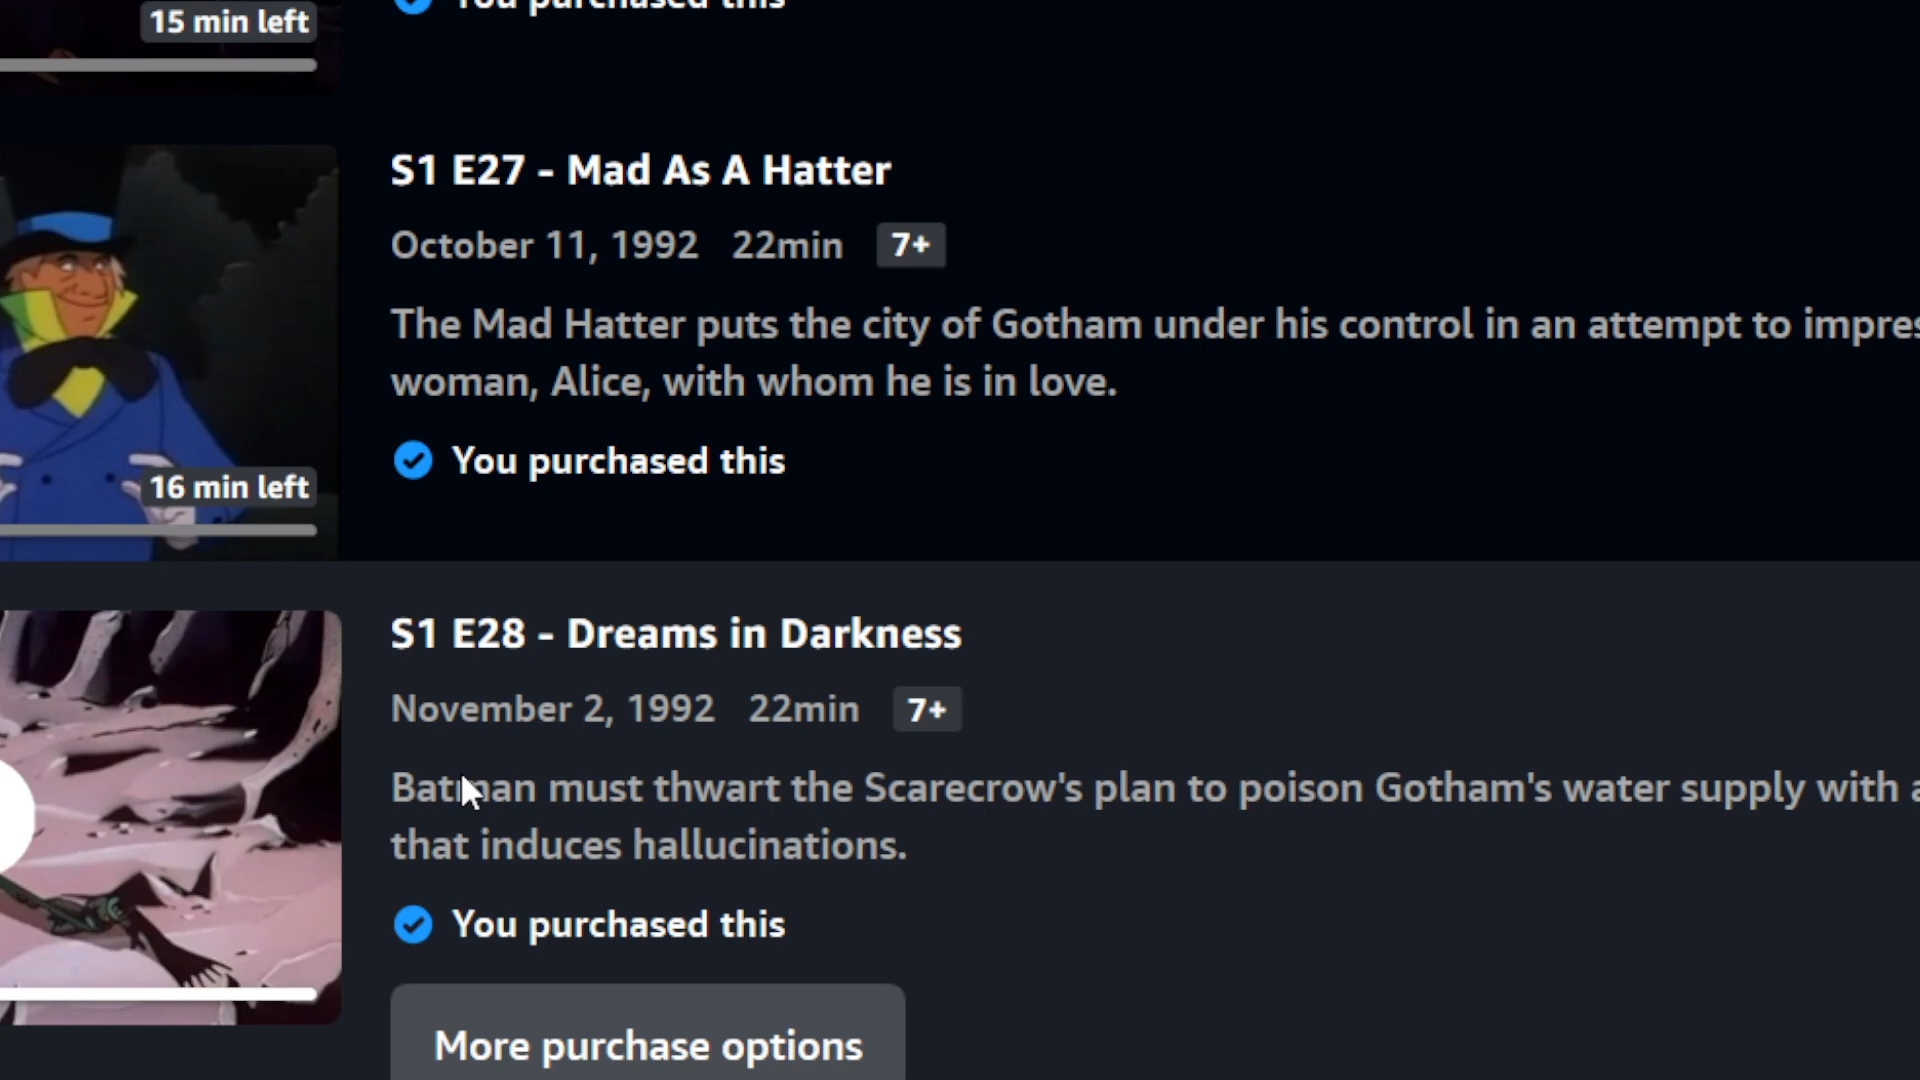 You purchased this
15 min left
S1 E27 - Mad As A Hatter
October 11, 1992 22min 7+
The Mad Hatter puts the city of Gotham under his control in an attempt to
woman, Alice, with whom he is in love.
You purchased this
16 min left
S1 E28 - Dreams in Darkness
November 2, 1992 22min 7+
Batman must thwart the Scarecrow's plan to poison Gotham's water supply with a
that induces hallucinations.
You purchased this
More purchase options